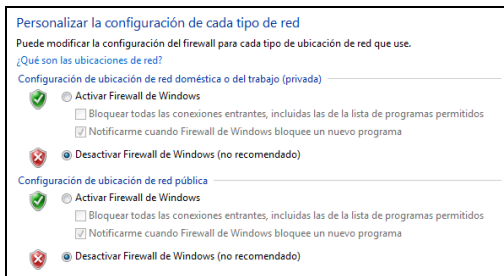 Personalizar la configuración de cada tipo de red
Puede modificar la configuración del firewall para cada tipo de ubicación de red que use.
¿Qué son las ubicaciones de red?
Configuración de ubicación de red doméstica o del trabajo (privada)
Activar Firewall de Windows
Bloquear todas las conexiones entrantes, incluidas las de la lista de programas permitidos
Notificarme cuando Firewall de Windows bloquee un nuevo programa
Desactivar Firewall de Windows (no recomendado)
Configuración de ubicación de red pública
Activar Firewall de Windows
Bloquear todas las conexiones entrantes, incluidas las de la lista de programas permitidos
Notificarme cuando Firewall de Windows bloquee un nuevo programa
Desactivar Firewall de Windows (no recomendado)